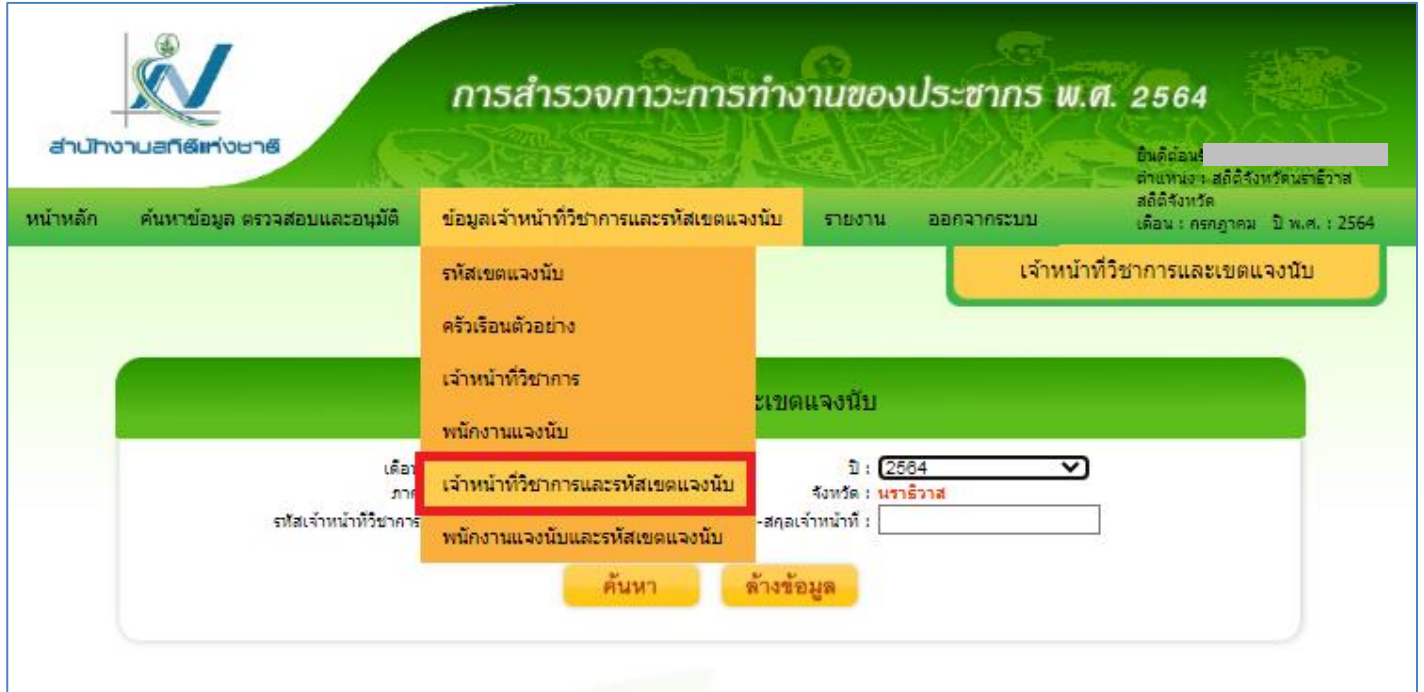 สำนักงานสถิติแห่งชาติ
การสำรวจภาวะการทำงานของประชากร พ.ศ. 2564
ยินดีต้อนรับ
ตำแหน่ง : สถิติจังหวัดนราธิวาส
สถิติจังหวัด
เดือน : กรกฎาคม ปี พ.ศ. : 2564
หน้าหลัก ค้นหาข้อมูล ตรวจสอบและอนุมัติ ข้อมูลเจ้าหน้าที่วิชาการและรหัสเขตแจงนับ รายงาน ออกจากระบบ
เจ้าหน้าที่วิชาการและเขตแจงนับ
รหัสเขตแจงนับ
ครัวเรือนตัวอย่าง
เจ้าหน้าที่วิชาการ
พนักงานแจงนับ
เจ้าหน้าที่วิชาการและรหัสเขตแจงนับ
พนักงานแจงนับและรหัสเขตแจงนับ
ะเขตแจงนับ
เดือน ปี : 2564
ภาค จังหวัด : นราธิวาส
รหัสเจ้าหน้าที่วิชาการ -สกุลเจ้าหน้าที่ :
ค้นหา ล้างข้อมูล